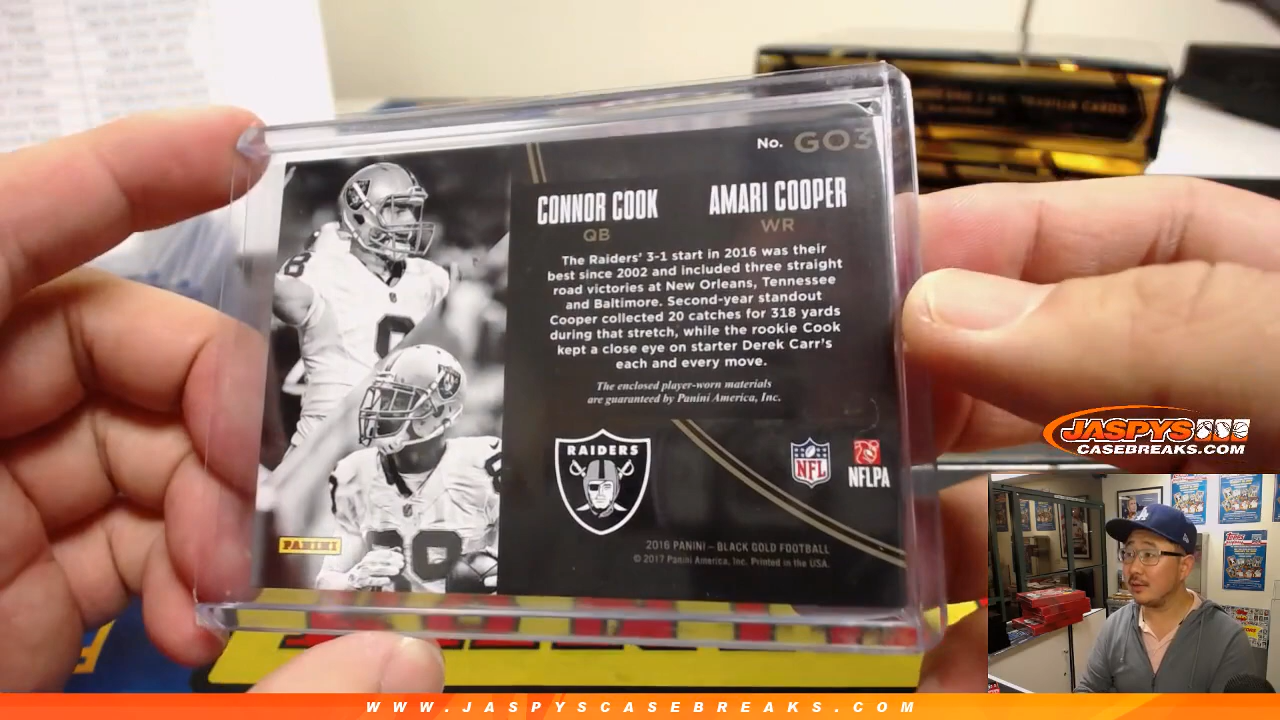 No. GO3
CONNOR COOK
QB
AMARI COOPER
WR
The Raiders' 3-1 start in 2016 was their
best since 2002 and included three straight
road victories at New Orleans, Tennessee
and Baltimore. Second-year standout
Cooper collected 20 catches for 318 yards
during that stretch, while the rookie Cook
kept a close eye on starter Derek Carr's
each and every move.
The enclosed player-worn materials
are guaranteed by Panini America, Inc.
RAIDERS
NFL
NFLPA
PANINI
2016 PANINI – BLACK GOLD FOOTBALL
© 2017 Panini America, Inc. Printed in the USA.
JASPYS
CASEBREAKS.COM
WWW.JASPYSCASEBREAKS.COM